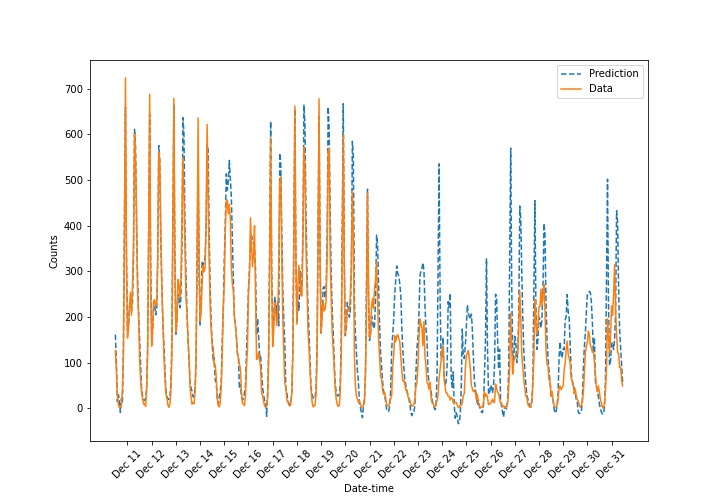 Prediction
Data
700
600
500
400
300
200
100
0
Counts
Dec 11
Dec 12
Dec 13
Dec 14
Dec 15
Dec 16
Dec 17
Dec 18
Dec 19
Dec 20
Dec 21
Dec 22
Dec 23
Dec 24
Dec 25
Dec 26
Dec 27
Dec 28
Dec 29
Dec 30
Dec 31
Date-time